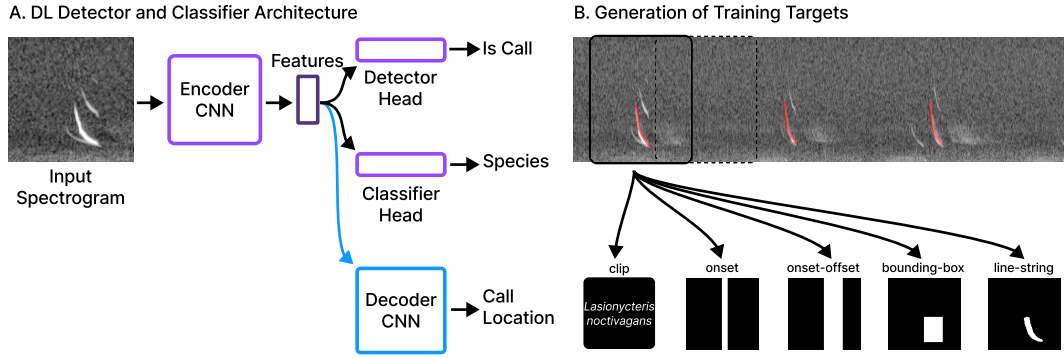 A. DL Detector and Classifier Architecture
Input
Spectrogram
Encoder
CNN
Features
Detector
Head
Is Call
Classifier
Head
Species
Decoder
CNN
Call
Location
B. Generation of Training Targets
clip
onset
onset-offset
bounding-box
line-string
Lasionycteris
noctivagans